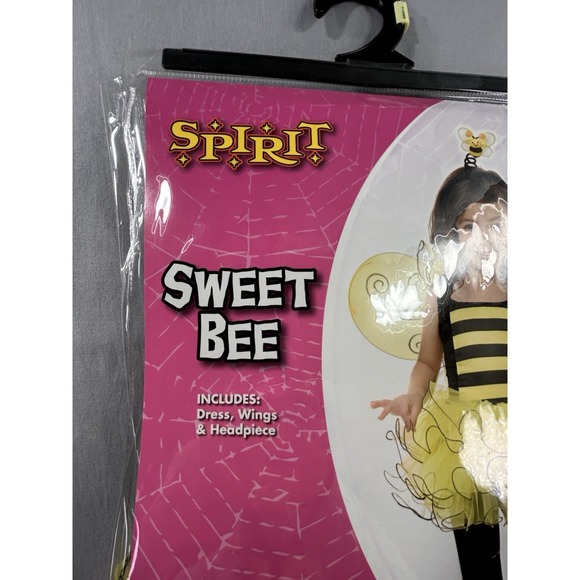 SPIRIT
SWEET
BEE
INCLUDES:
Dress, Wings
& Headpiece